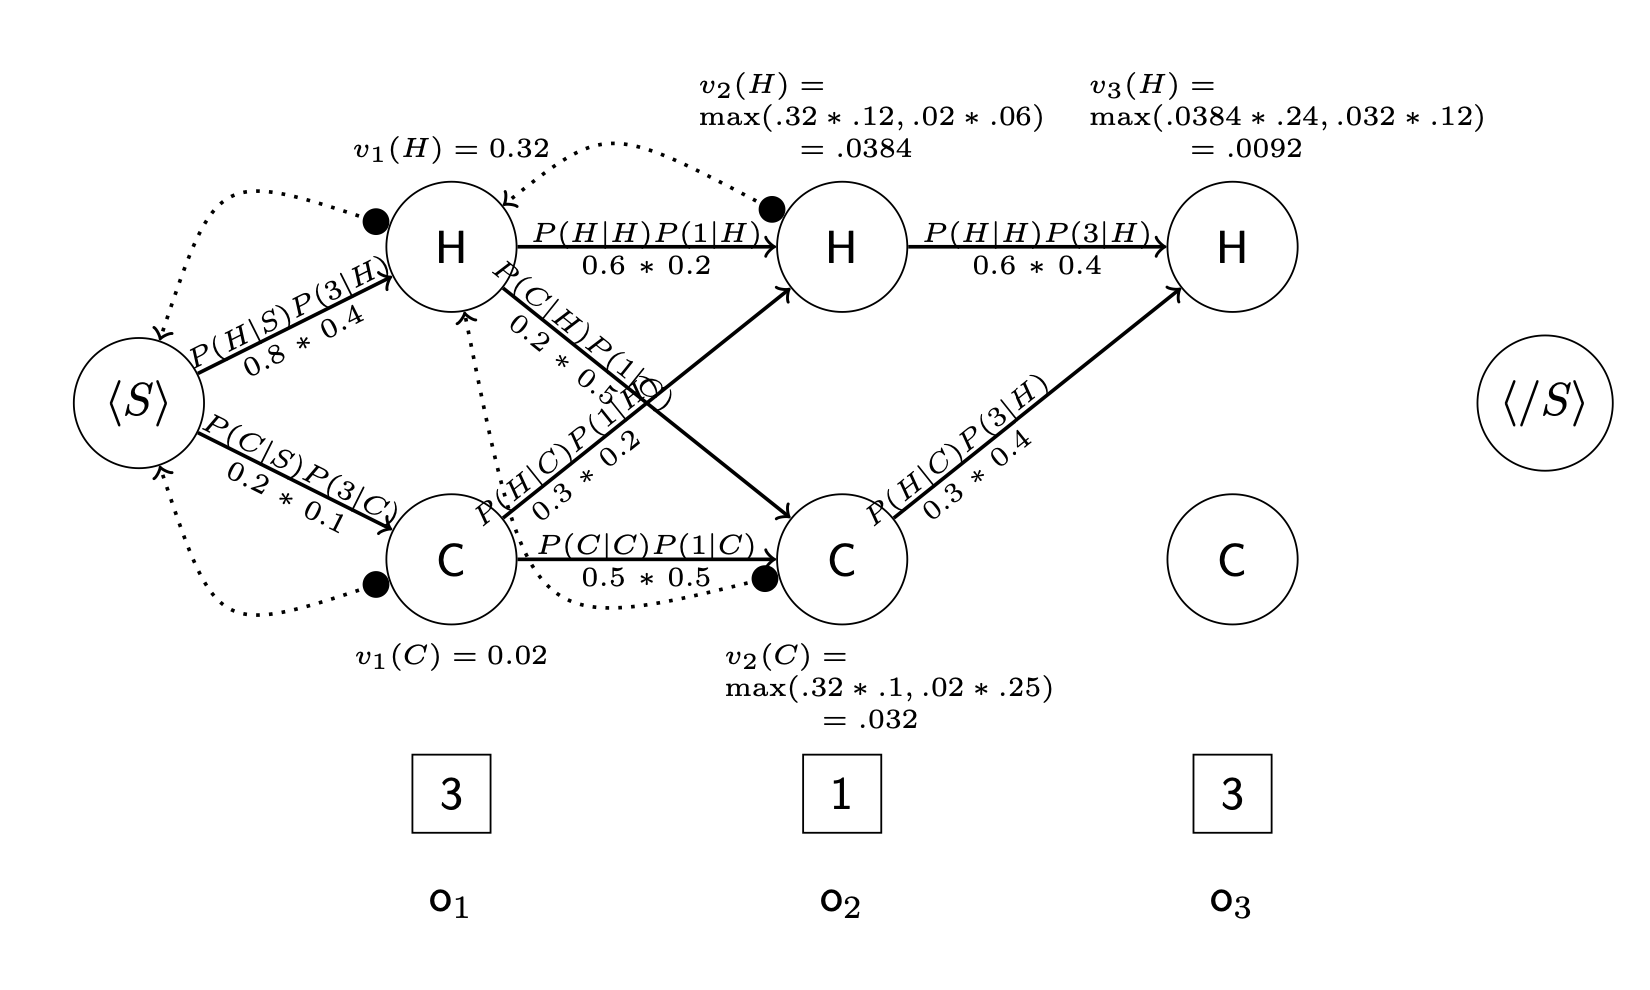 v₂(H) =
max(.32 * .12, .02 * .06)
= .0384
v₃(H) =
max(.0384 * .24, .032 * .12)
= .0092
v₁(H) = 0.32
H
P(H|H)P(1|H)
0.6 * 0.2
H
P(H|H)P(3|H)
0.6 * 0.4
H
P(H|S)P(3|H)
0.8 * 0.4
P(C|H)P(1|C)
0.2 * 0.5
⟨S⟩
⟨/S⟩
P(C|S)P(3|C)
0.2 * 0.1
P(H|C)P(1|H)
0.3 * 0.2
P(H|C)P(3|H)
0.3 * 0.4
C
P(C|C)P(1|C)
0.5 * 0.5
C
C
v₁(C) = 0.02
v₂(C) =
max(.32 * .1, .02 * .25)
= .032
3
1
3
o₁
o₂
o₃